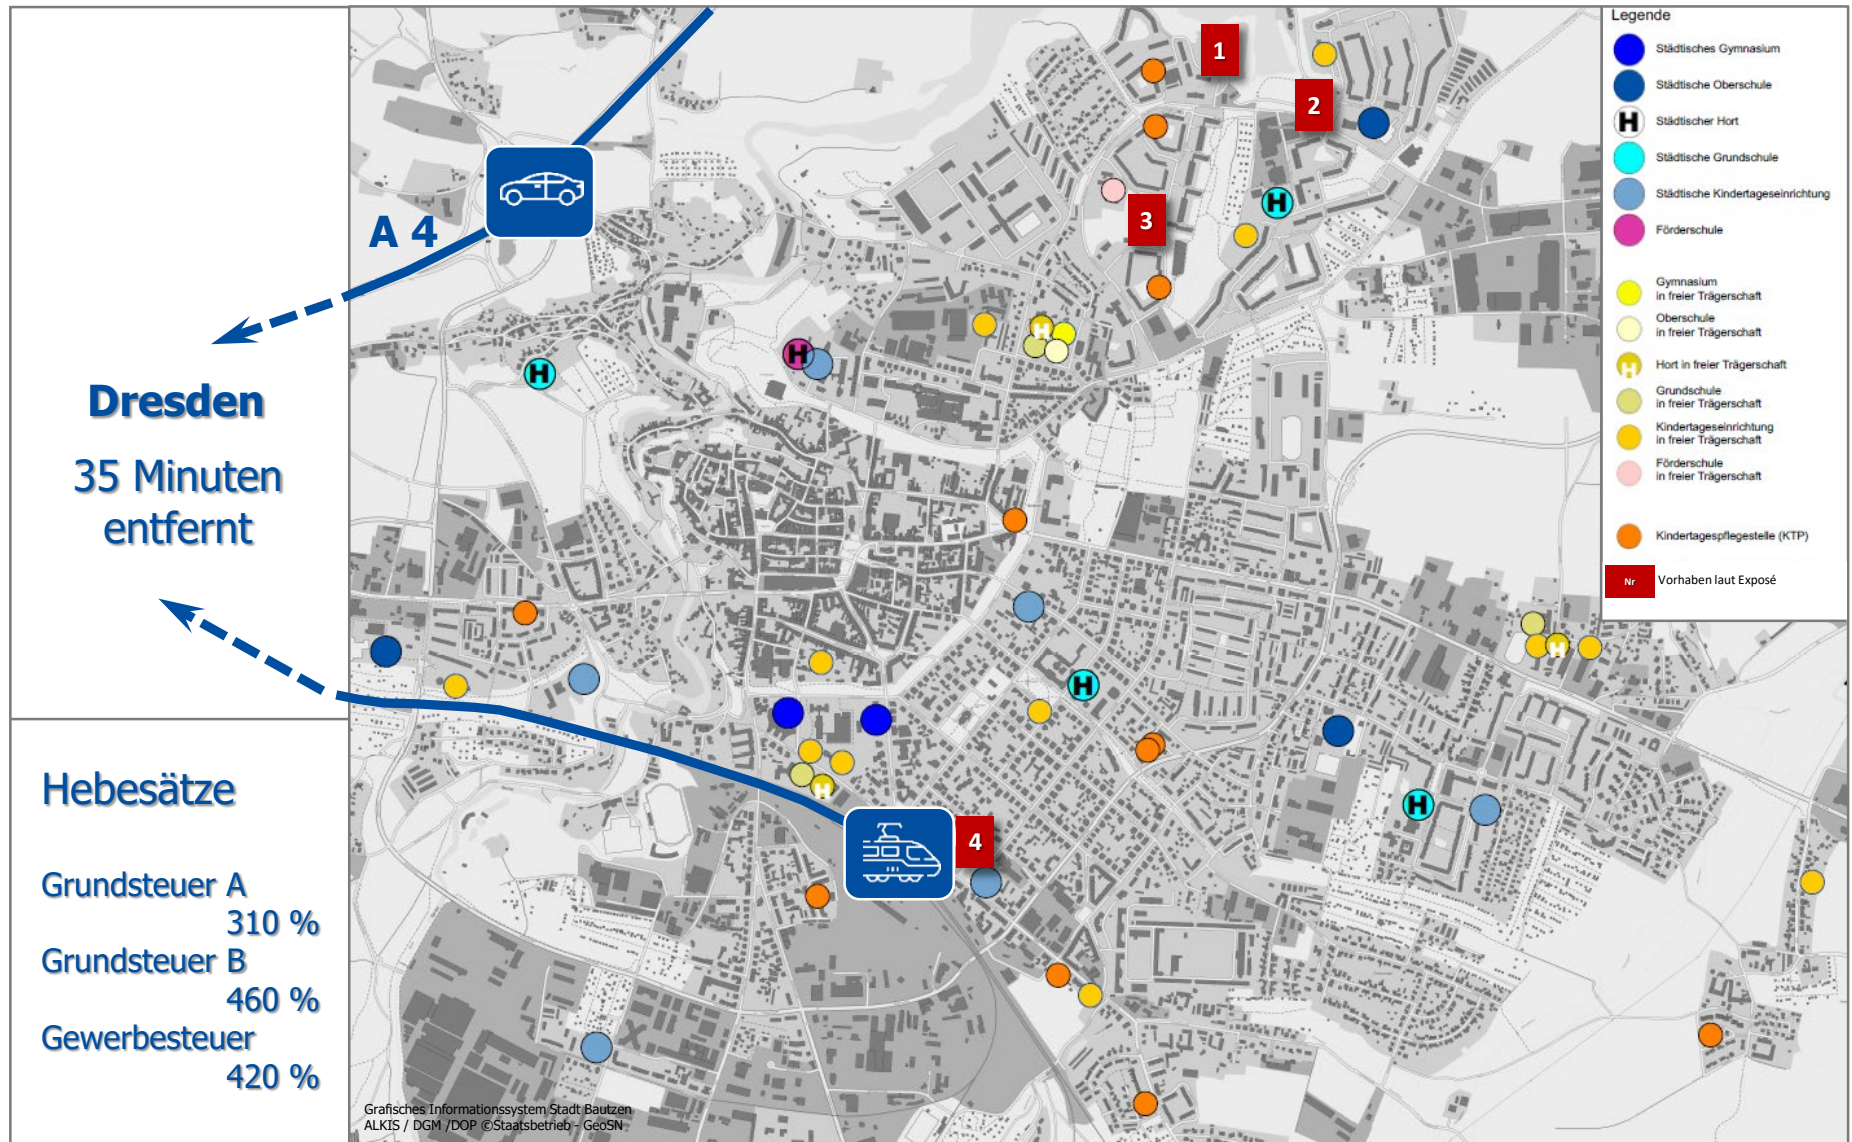 A 4
Dresden
35 Minuten
entfernt
Hebesätze
Grundsteuer A
310 %
Grundsteuer B
460 %
Gewerbesteuer
420 %
1
2
3
4
H
H
H
H
H
H
H
H
Grafisches Informationssystem Stadt Bautzen
ALKIS / DGM /DOP ©Staatsbetrieb - GeoSN
Legende
Städtisches Gymnasium
Städtische Oberschule
H Städtischer Hort
Städtische Grundschule
Städtische Kindertageseinrichtung
Förderschule
Gymnasium
in freier Trägerschaft
Oberschule
in freier Trägerschaft
H Hort in freier Trägerschaft
Grundschule
in freier Trägerschaft
Kindertageseinrichtung
in freier Trägerschaft
Förderschule
in freier Trägerschaft
Kindertagespflegestelle (KTP)
Nr Vorhaben laut Exposé